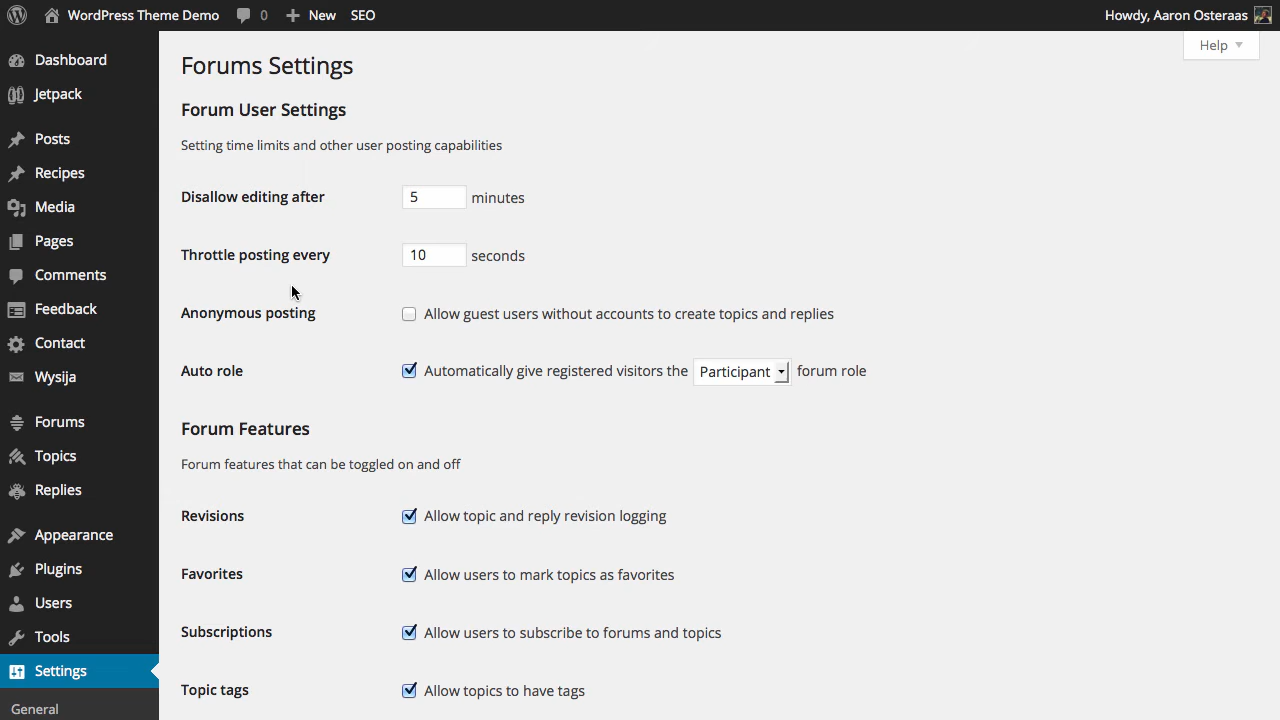 WordPress Theme Demo 0 New SEO Howdy, Aaron Osteraas
Help
Dashboard
Jetpack
Posts
Recipes
Media
Pages
Comments
Feedback
Contact
Wysija
Forums
Topics
Replies
Appearance
Plugins
Users
Tools
Settings
General
Forums Settings
Forum User Settings
Setting time limits and other user posting capabilities
Disallow editing after 5 minutes
Throttle posting every 10 seconds
Anonymous posting Allow guest users without accounts to create topics and replies
Auto role Automatically give registered visitors the Participant forum role
Forum Features
Forum features that can be toggled on and off
Revisions Allow topic and reply revision logging
Favorites Allow users to mark topics as favorites
Subscriptions Allow users to subscribe to forums and topics
Topic tags Allow topics to have tags